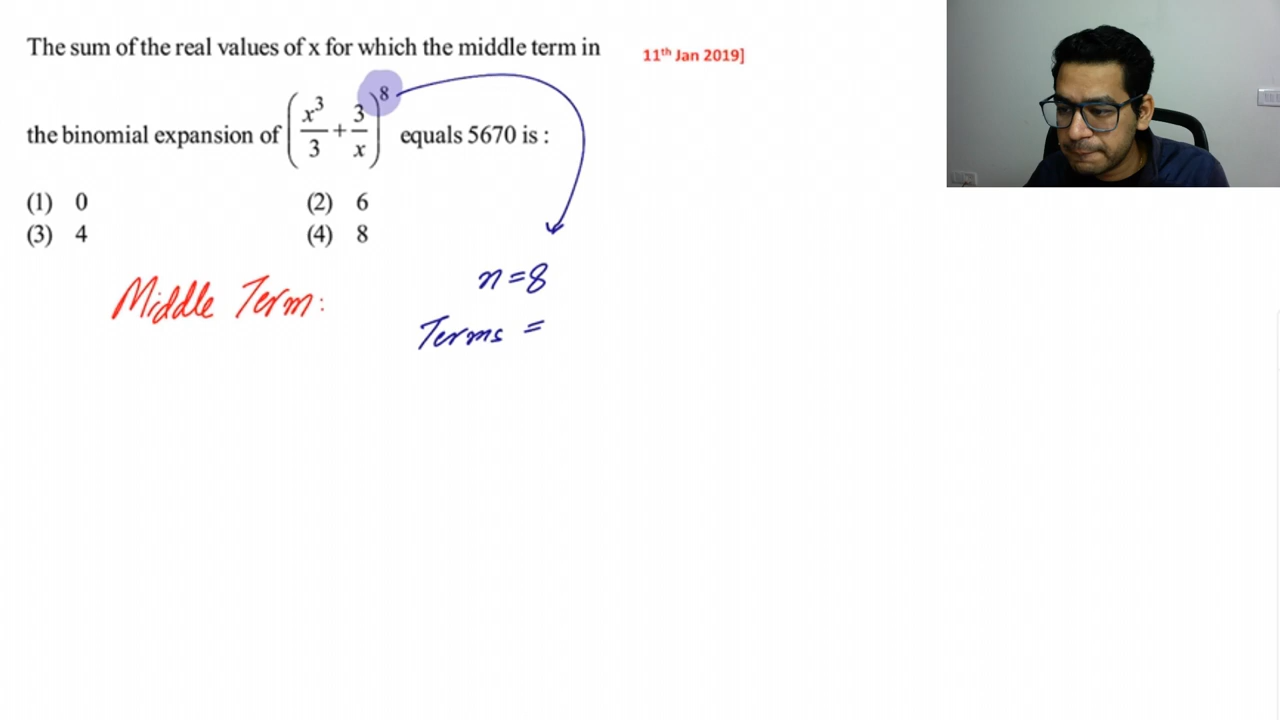 The sum of the real values of x for which the middle term in
11th Jan 2019]
the binomial expansion of (x³/3 + 3/x)⁸ equals 5670 is :
(1) 0 (2) 6
(3) 4 (4) 8
Middle Term:
n=8
Terms =